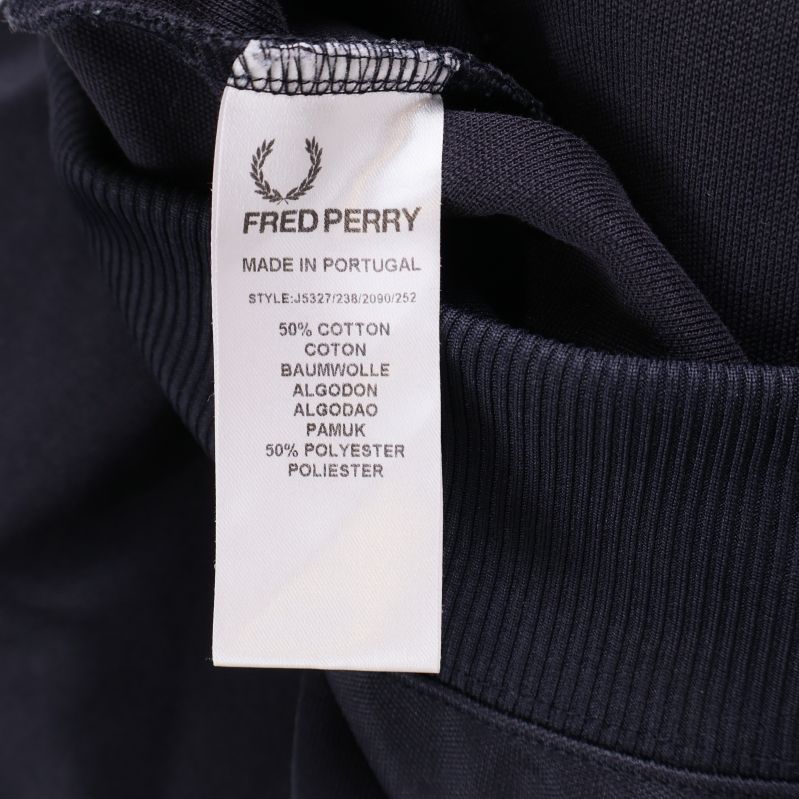 FRED PERRY
MADE IN PORTUGAL
STYLE:J5327/238/2090/252
50% COTTON
COTON
BAUMWOLLE
ALGODON
ALGODAO
PAMUK
50% POLYESTER
POLIESTER